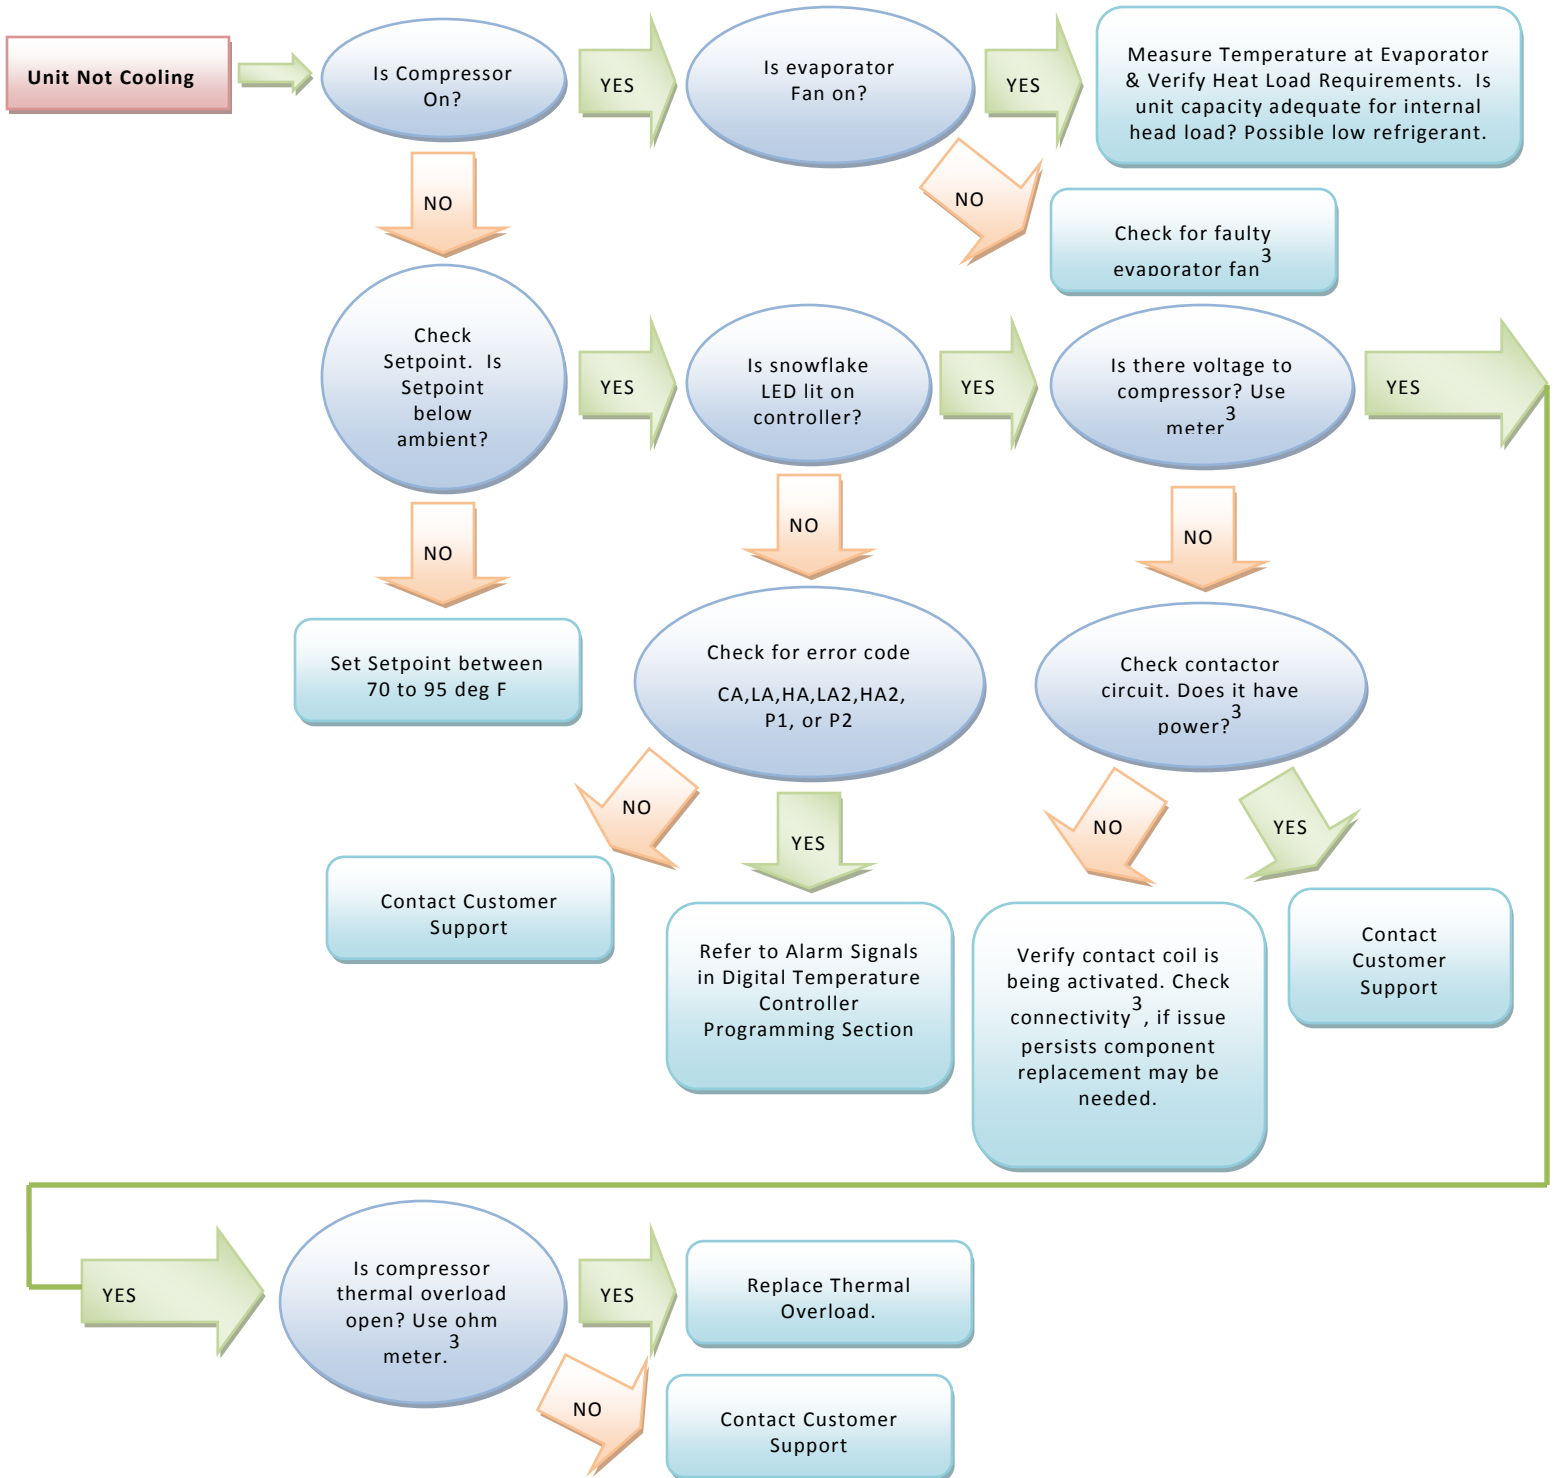 Unit Not Cooling
Is Compressor
On?
YES
Is evaporator
Fan on?
YES
Measure Temperature at Evaporator
& Verify Heat Load Requirements. Is
unit capacity adequate for internal
head load? Possible low refrigerant.
NO
NO
Check for faulty
evaporator fan3
Check
Setpoint. Is
Setpoint
below
ambient?
YES
Is snowflake
LED lit on
controller?
YES
Is there voltage to
compressor? Use
meter3
YES
NO
NO
NO
Set Setpoint between
70 to 95 deg F
Check for error code
CA,LA,HA,LA2,HA2,
P1, or P2
Check contactor
circuit. Does it have
power?3
NO
YES
NO
YES
Contact Customer
Support
Refer to Alarm Signals
in Digital Temperature
Controller
Programming Section
Verify contact coil is
being activated. Check
connectivity3, if issue
persists component
replacement may be
needed.
Contact
Customer
Support
YES
Is compressor
thermal overload
open? Use ohm
meter.3
YES
Replace Thermal
Overload.
NO
Contact Customer
Support